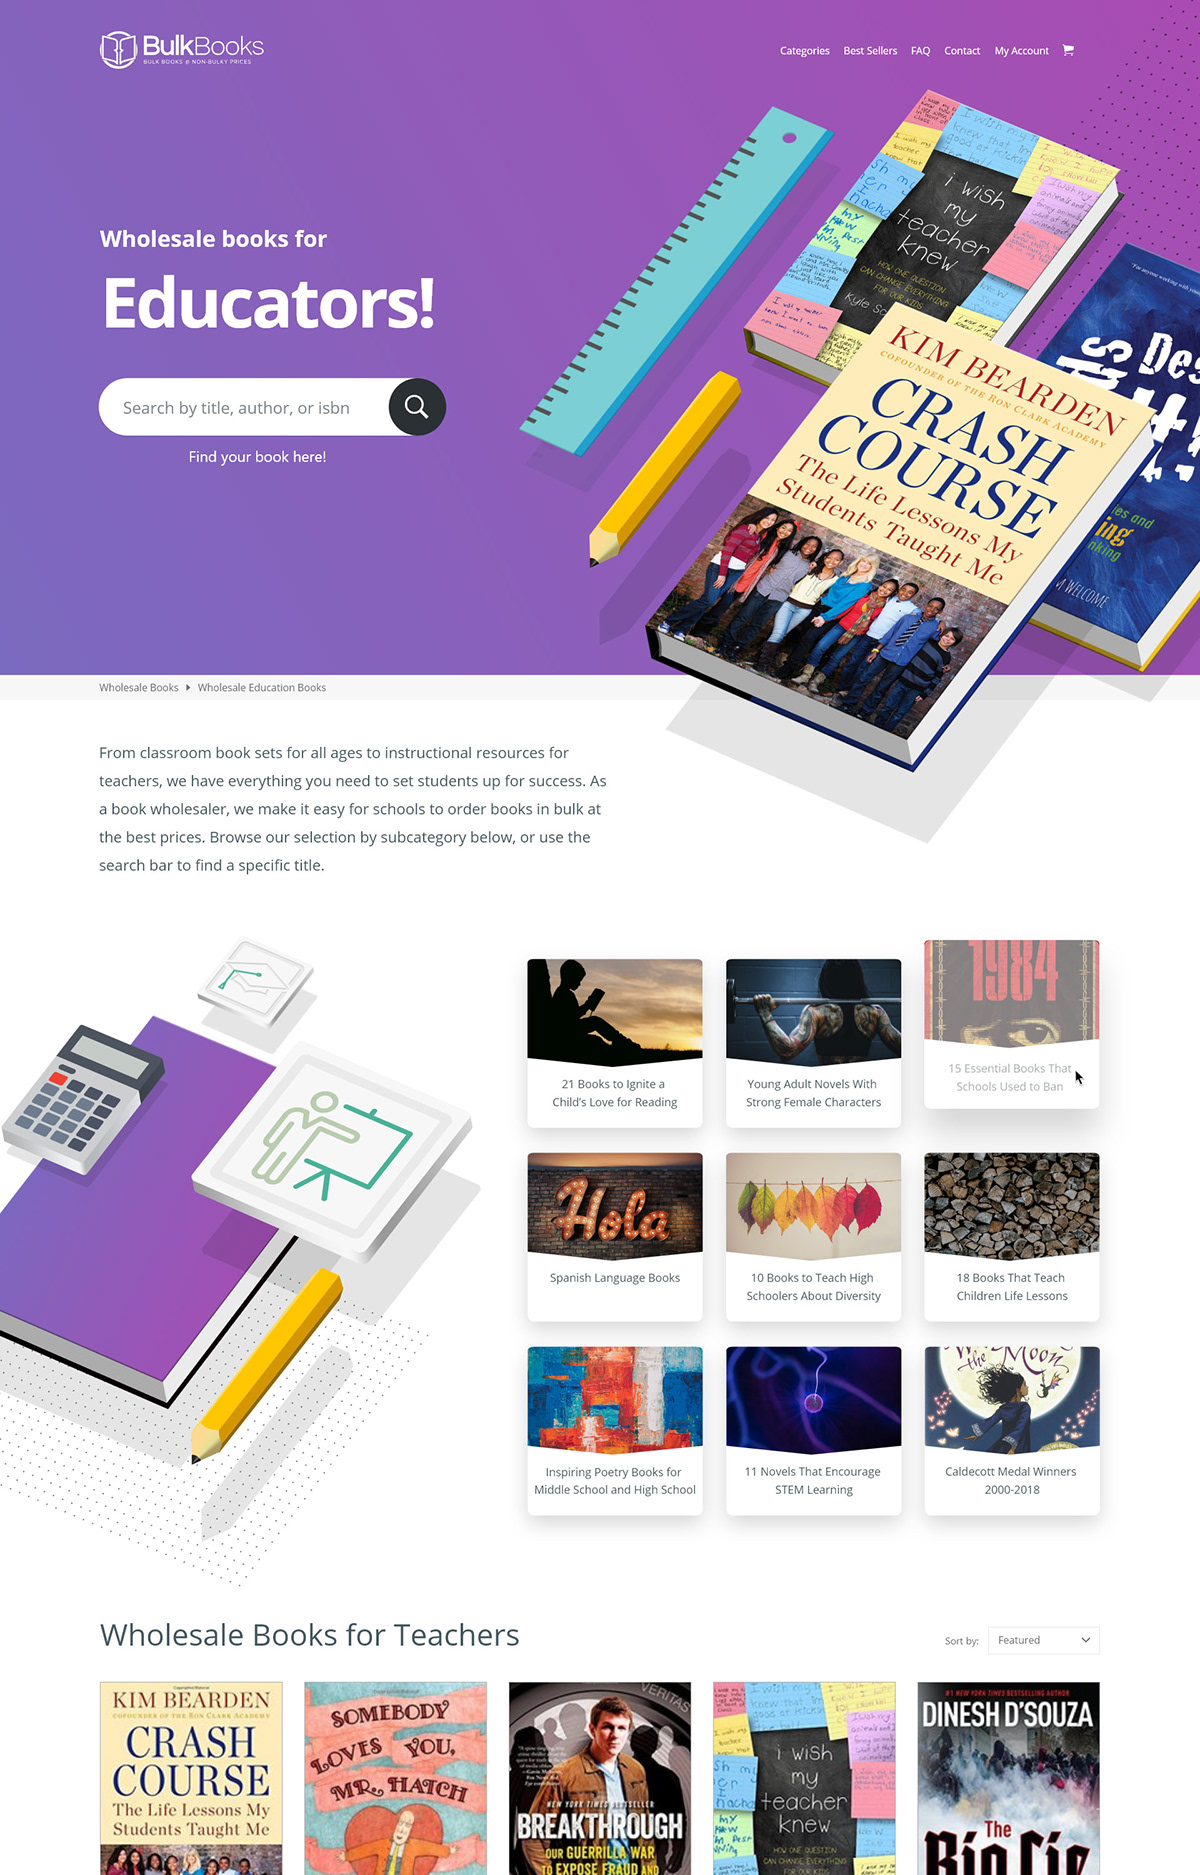 BulkBooks
BULK BOOKS @ NON-BULKY PRICES
Categories
Best Sellers
FAQ
Contact
My Account
Wholesale books for
Educators!
Search by title, author, or isbn
Find your book here!
i wish
my
teacher
knew
HOW ONE QUESTION
CAN CHANGE EVERYTHING
FOR OUR KIDS
KIM BEARDEN
COFOUNDER OF THE RON CLARK ACADEMY
CRASH
COURSE
The Life Lessons My
Students Taught Me
Wholesale Books
Wholesale Education Books
From classroom book sets for all ages to instructional resources for
teachers, we have everything you need to set students up for success. As
a book wholesaler, we make it easy for schools to order books in bulk at
the best prices. Browse our selection by subcategory below, or use the
search bar to find a specific title.
21 Books to Ignite a
Child's Love for Reading
Young Adult Novels With
Strong Female Characters
1984
15 Essential Books That
Schools Used to Ban
Hola
Spanish Language Books
10 Books to Teach High
Schoolers About Diversity
18 Books That Teach
Children Life Lessons
Inspiring Poetry Books for
Middle School and High School
11 Novels That Encourage
STEM Learning
the Moon
Caldecott Medal Winners
2000-2018
Wholesale Books for Teachers
Sort by:
Featured
KIM BEARDEN
COFOUNDER OF THE RON CLARK ACADEMY
CRASH
COURSE
The Life Lessons My
Students Taught Me
SOMEBODY
LOVES YOU,
MR. HATCH
VERITAS
NEW YORK TIMES BESTSELLER
BREAKTHROUGH
OUR GUERRILLA WAR
TO EXPOSE FRAUD AND
i wish
my
teacher
knew
HOW ONE QUESTION
CAN CHANGE EVERYTHING
FOR OUR KIDS
#1 NEW YORK TIMES BESTSELLING AUTHOR
DINESH D'SOUZA
The
Big Lie